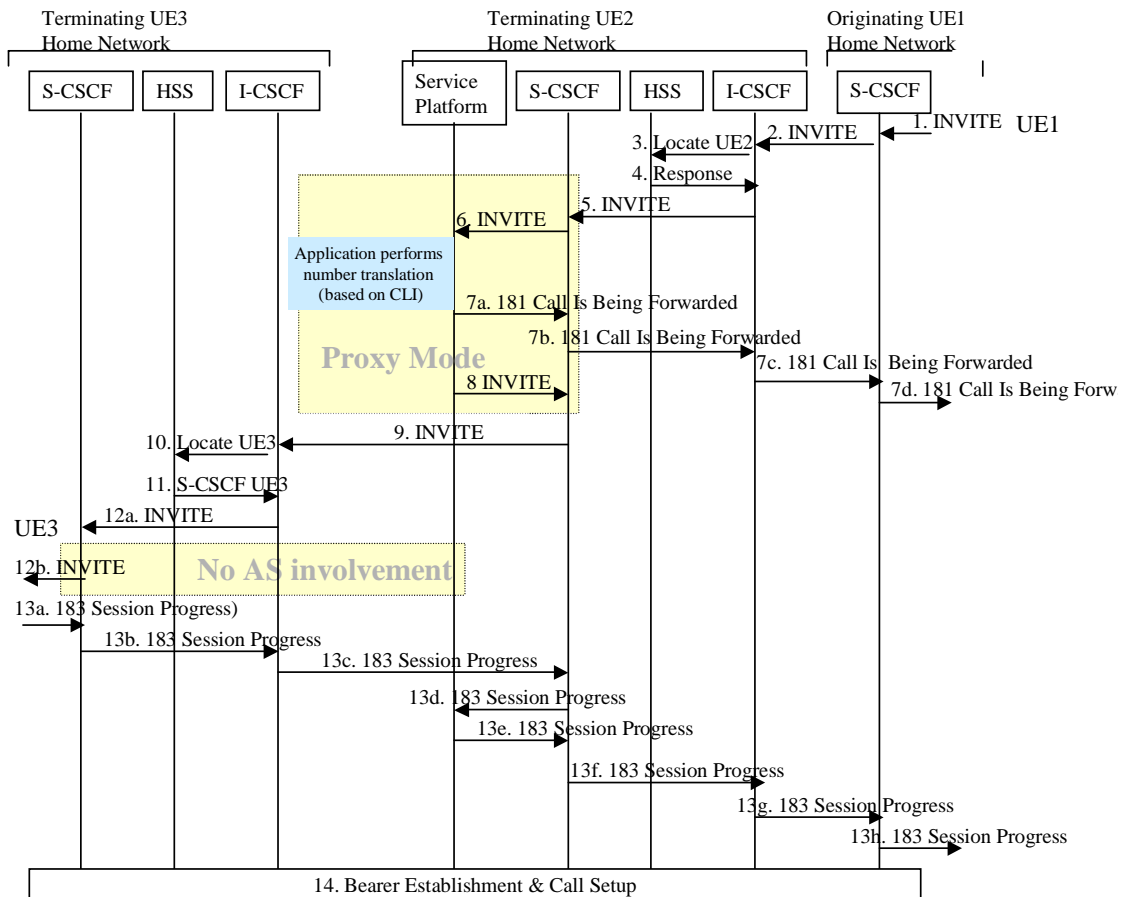 Terminating UE3
Home Network
Terminating UE2
Home Network
Originating UE1
Home Network
S-CSCF
HSS
I-CSCF
Service
Platform
S-CSCF
HSS
I-CSCF
S-CSCF
1. INVITE
UE1
2. INVITE
3. Locate UE2
4. Response
5. INVITE
6. INVITE
Application performs
number translation
(based on CLI)
7a. 181 Call Is Being Forwarded
7b. 181 Call Is Being Forwarded
Proxy Mode
7c. 181 Call Is Being Forwarded
8 INVITE
7d. 181 Call Is Being Forw
9. INVITE
10. Locate UE3
11. S-CSCF UE3
12a. INVITE
UE3
12b. INVITE
No AS involvement
13a. 183 Session Progress)
13b. 183 Session Progress
13c. 183 Session Progress
13d. 183 Session Progress
13e. 183 Session Progress
13f. 183 Session Progress
13g. 183 Session Progress
13h. 183 Session Progress
14. Bearer Establishment & Call Setup